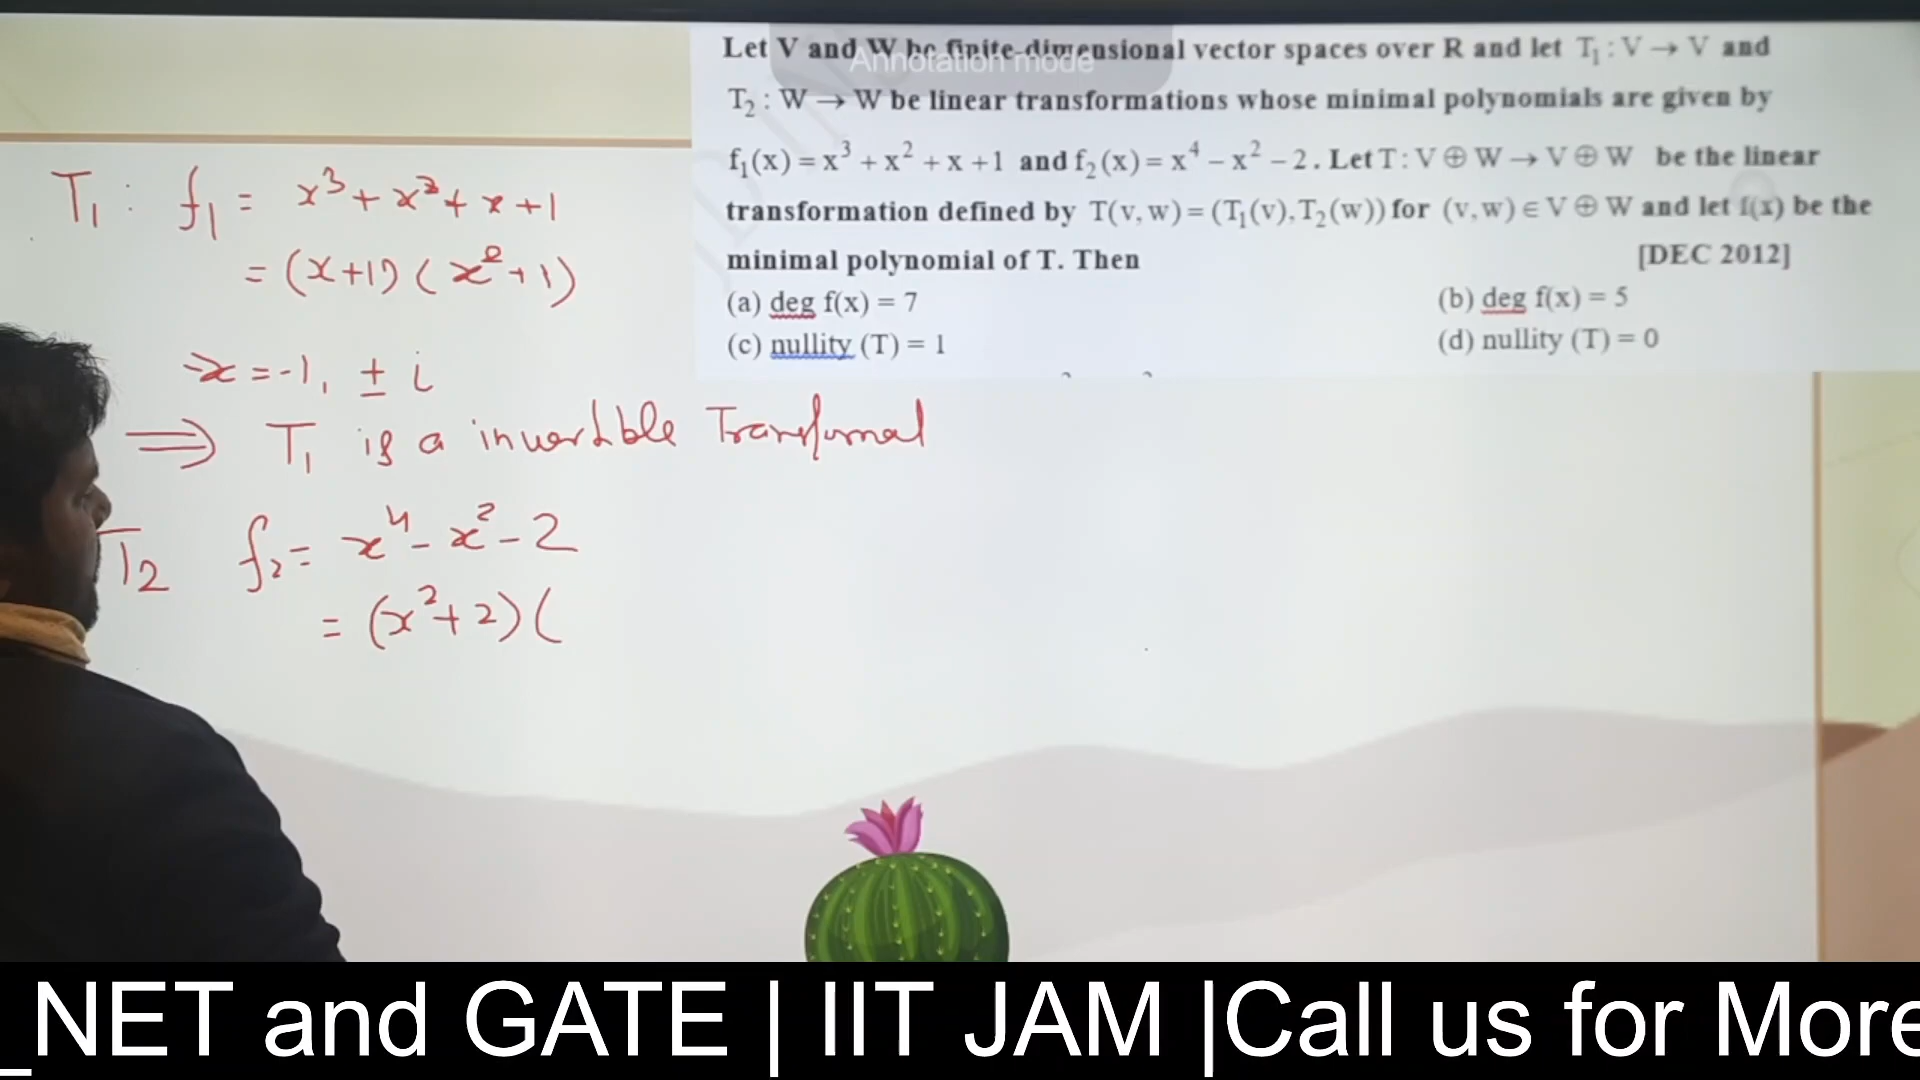 Let V and W be finite-dimensional vector spaces over R and let T₁ : V → V and
Annotation mode
T₂ : W → W be linear transformations whose minimal polynomials are given by
f₁(x) = x³ + x² + x + 1 and f₂(x) = x⁴ − x² − 2. Let T : V ⊕ W → V ⊕ W be the linear
transformation defined by T(v, w) = (T₁(v), T₂(w)) for (v, w) ∈ V ⊕ W and let f(x) be the
minimal polynomial of T. Then [DEC 2012]
(a) deg f(x) = 7 (b) deg f(x) = 5
(c) nullity (T) = 1 (d) nullity (T) = 0
T₁ : f₁ = x³ + x² + x + 1
= (x+1) (x²+1)
x = -1, ± i
⟹ T₁ is a invertible
T₂ f₂ = x⁴ - x² - 2
= (x²+2) (
_NET and GATE | IIT JAM |Call us for More